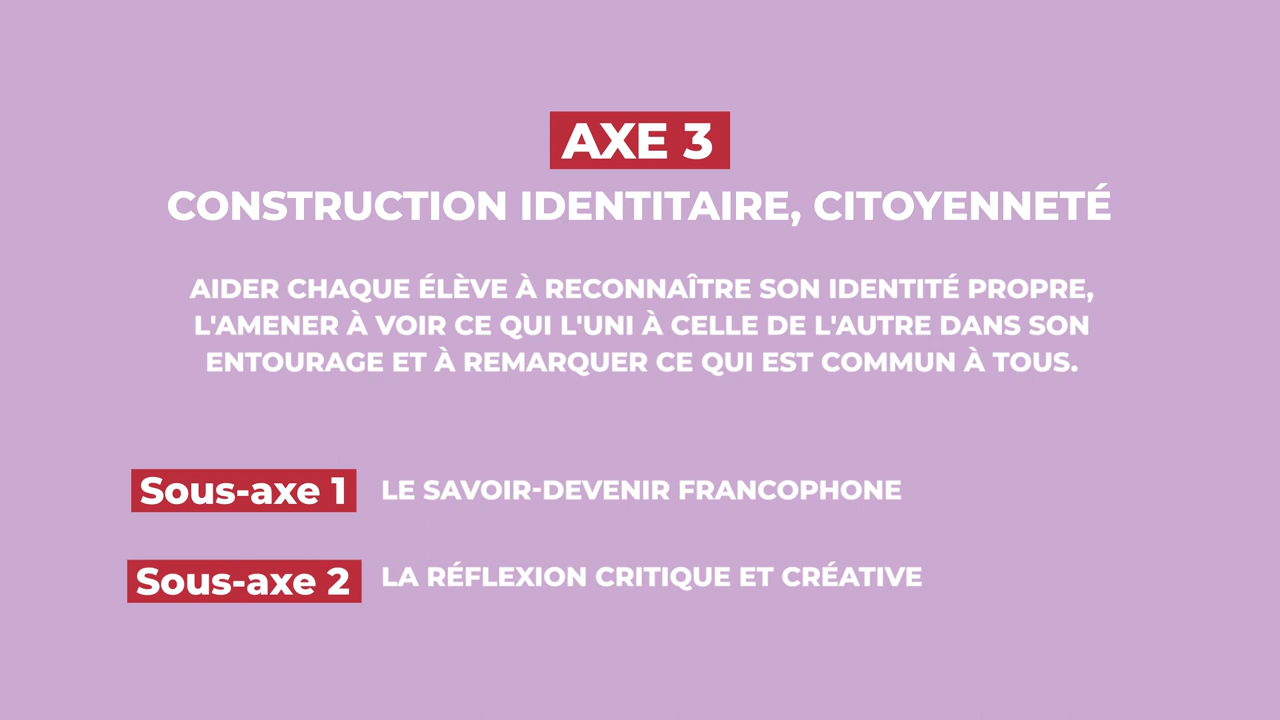 AXE 3
CONSTRUCTION IDENTITAIRE, CITOYENNETÉ
AIDER CHAQUE ÉLÈVE À RECONNAÎTRE SON IDENTITÉ PROPRE,
L'AMENER À VOIR CE QUI L'UNI À CELLE DE L'AUTRE DANS SON
ENTOURAGE ET À REMARQUER CE QUI EST COMMUN À TOUS.
Sous-axe 1 LE SAVOIR-DEVENIR FRANCOPHONE
Sous-axe 2 LA RÉFLEXION CRITIQUE ET CRÉATIVE